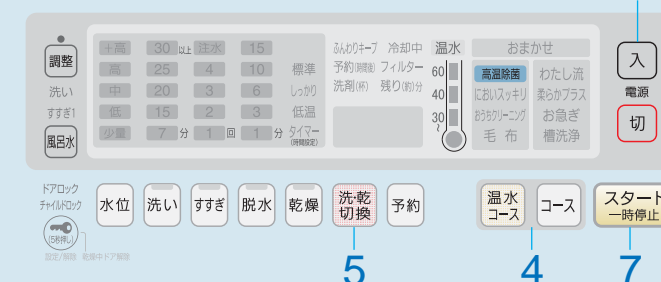 調整
洗い
すすぎ1
風呂水
+高 30以上 注水 15
高 25 4 10 標準
中 20 3 6 しっかり
低 15 2 3 低温
少量 7分 1回 1分 タイマー
(時間設定)
ふんわりキープ 冷却中
予約(時間後) フィルター
洗剤(杯) 残り(約)分
温水
60
40
30
~
おまかせ
高温除菌 わたし流
においスッキリ 柔らかプラス
おうちクリーニング お急ぎ
毛布 槽洗浄
入
電源
切
ドアロック
チャイルドロック
(5秒押し)
設定/解除 乾燥中ドア解除
水位
洗い
すすぎ
脱水
乾燥
洗・乾
切換
予約
温水
コース
コース
スタート
一時停止
5
4
7